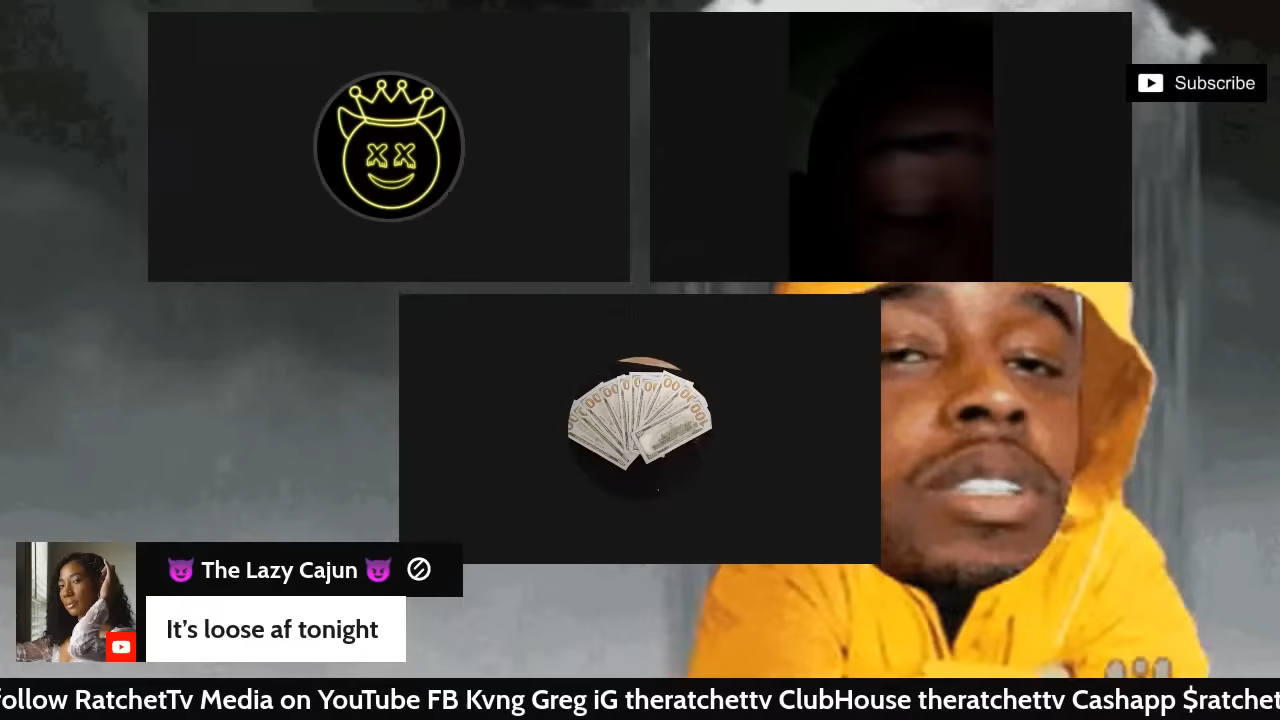 Subscribe
😈 The Lazy Cajun 😈
It's loose af tonight
follow RatchetTv Media on YouTube FB Kvng Greg iG theratchettv ClubHouse theratchettv Cashapp $ratchet